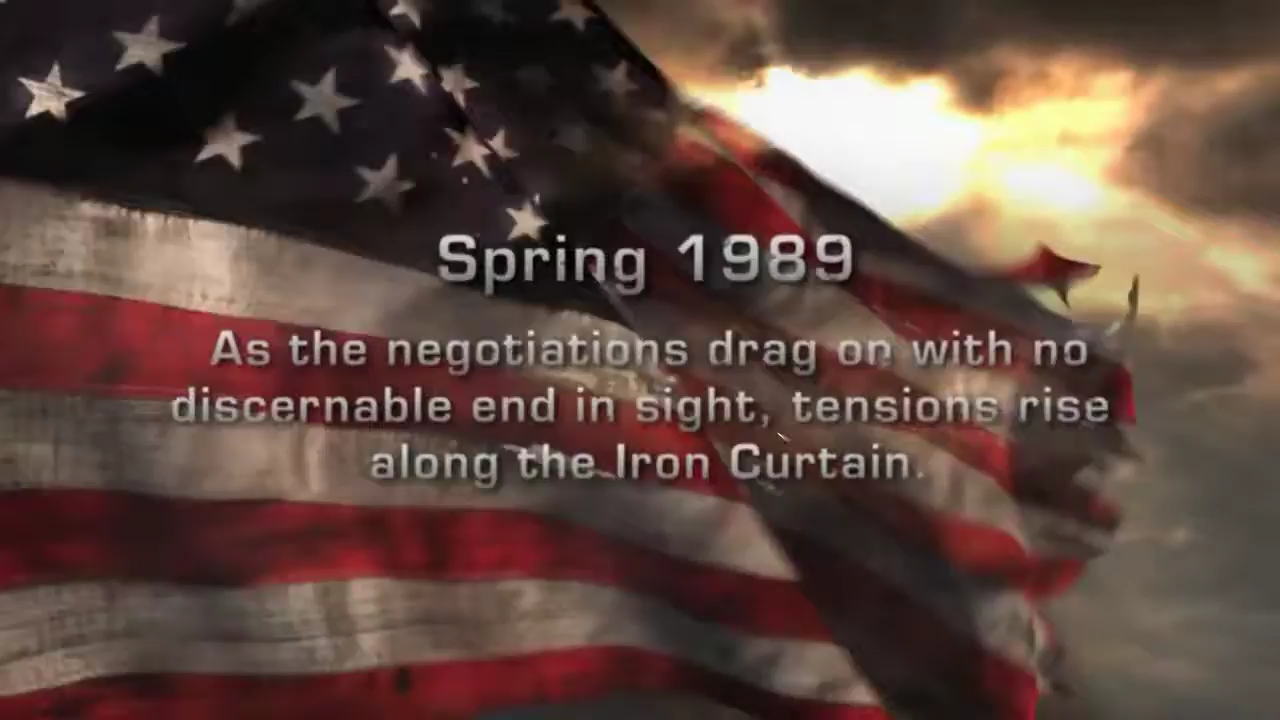 Spring 1989
As the negotiations drag on with no
discernable end in sight, tensions rise
along the Iron Curtain.